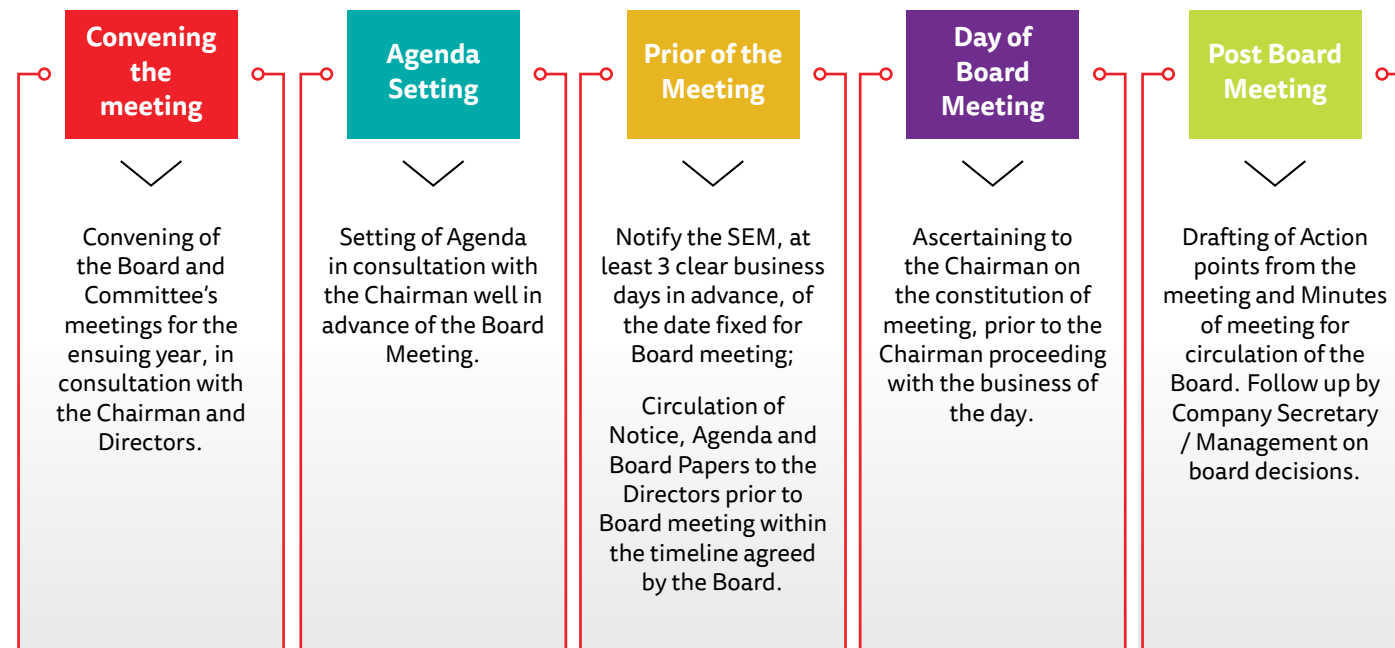 Convening
the
meeting
Convening of
the Board and
Committee's
meetings for the
ensuing year, in
consultation with
the Chairman and
Directors.
Agenda
Setting
Setting of Agenda
in consultation with
the Chairman well in
advance of the Board
Meeting.
Prior of the
Meeting
Notify the SEM, at
least 3 clear business
days in advance, of
the date fixed for
Board meeting;
Circulation of
Notice, Agenda and
Board Papers to the
Directors prior to
Board meeting within
the timeline agreed
by the Board.
Day of
Board
Meeting
Ascertaining to
the Chairman on
the constitution of
meeting, prior to the
Chairman proceeding
with the business of
the day.
Post Board
Meeting
Drafting of Action
points from the
meeting and Minutes
of meeting for
circulation of the
Board. Follow up by
Company Secretary
/ Management on
board decisions.